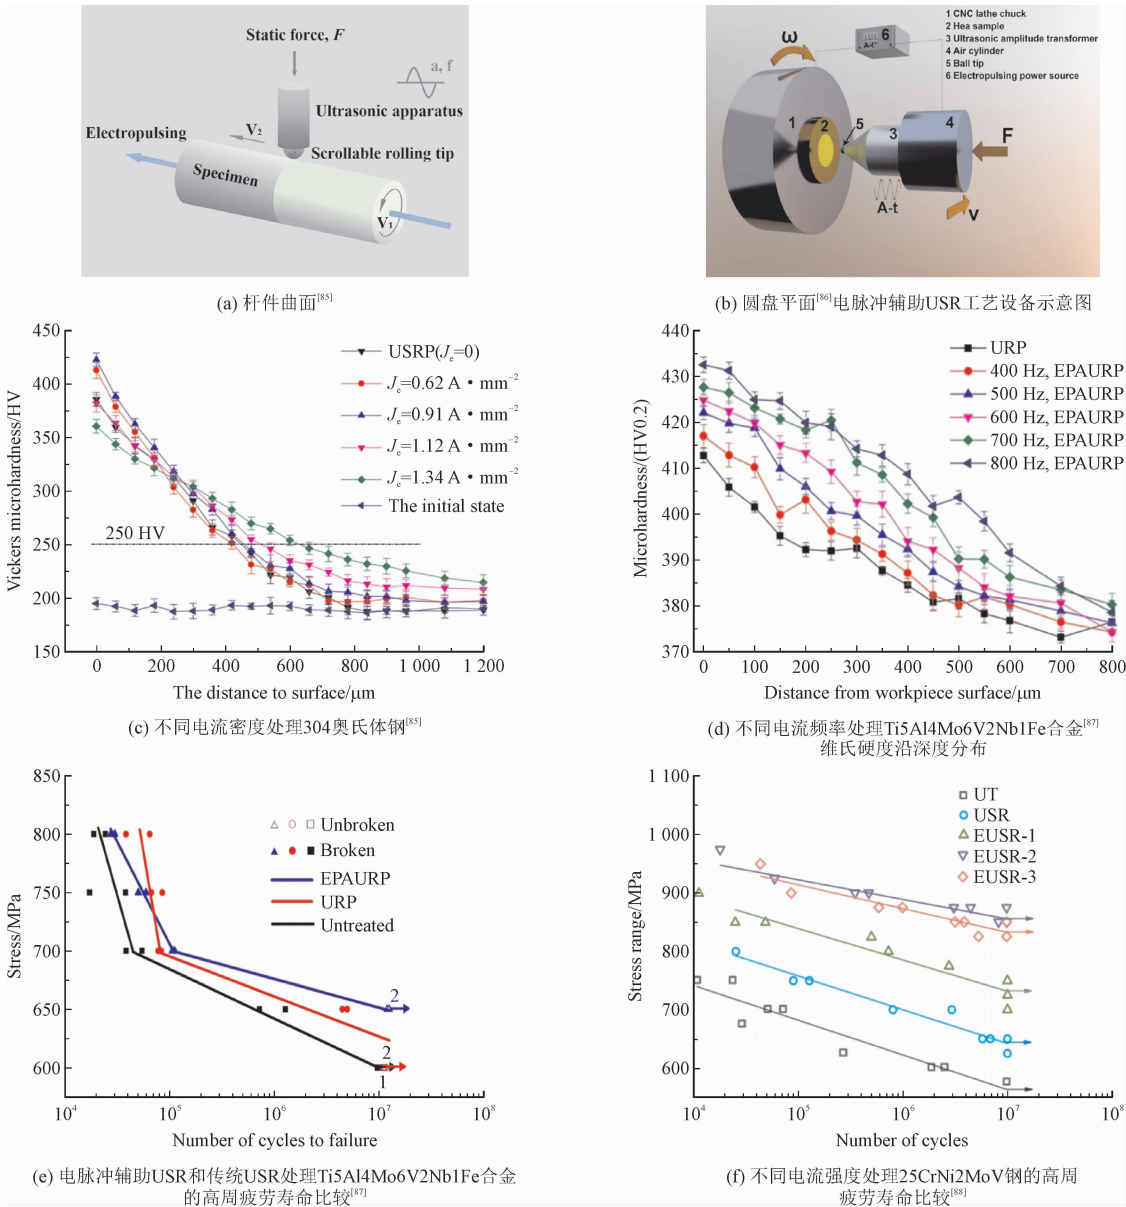 Static force, F
a, f
Ultrasonic apparatus
V₂
Electropulsing
Scrollable rolling tip
Specimen
V₁
(a) 杆件曲面[85]
1 CNC lathe chuck
2 Hea sample
3 Ultrasonic amplitude transformer
4 Air cylinder
5 Ball tip
6 Electropulsing power source
ω
6
A-t'
1
2
5
3
4
F
A-t
V
(b) 圆盘平面[86]电脉冲辅助USR工艺设备示意图
Vickers microhardness/HV
450
400
350
300
250
200
150
USRP(Jₑ=0)
Jₑ=0.62 A·mm⁻²
Jₑ=0.91 A·mm⁻²
Jₑ=1.12 A·mm⁻²
Jₑ=1.34 A·mm⁻²
The initial state
250 HV
0 200 400 600 800 1 000 1 200
The distance to surface/μm
(c) 不同电流密度处理304奥氏体钢[85]
Microhardness/(HV0.2)
440
430
420
410
400
390
380
370
URP
400 Hz, EPAURP
500 Hz, EPAURP
600 Hz, EPAURP
700 Hz, EPAURP
800 Hz, EPAURP
0 100 200 300 400 500 600 700 800
Distance from workpiece surface/μm
(d) 不同电流频率处理Ti5Al4Mo6V2Nb1Fe合金[87]
维氏硬度沿深度分布
Stress/MPa
850
800
750
700
650
600
Unbroken
Broken
EPAURP
URP
Untreated
2
2
1
10⁴ 10⁵ 10⁶ 10⁷ 10⁸
Number of cycles to failure
(e) 电脉冲辅助USR和传统USR处理Ti5Al4Mo6V2Nb1Fe合金
的高周疲劳寿命比较[87]
Stress range/MPa
1 100
1 000
900
800
700
600
UT
USR
EUSR-1
EUSR-2
EUSR-3
10⁴ 10⁵ 10⁶ 10⁷ 10⁸
Number of cycles
(f) 不同电流强度处理25CrNi2MoV钢的高周
疲劳寿命比较[88]